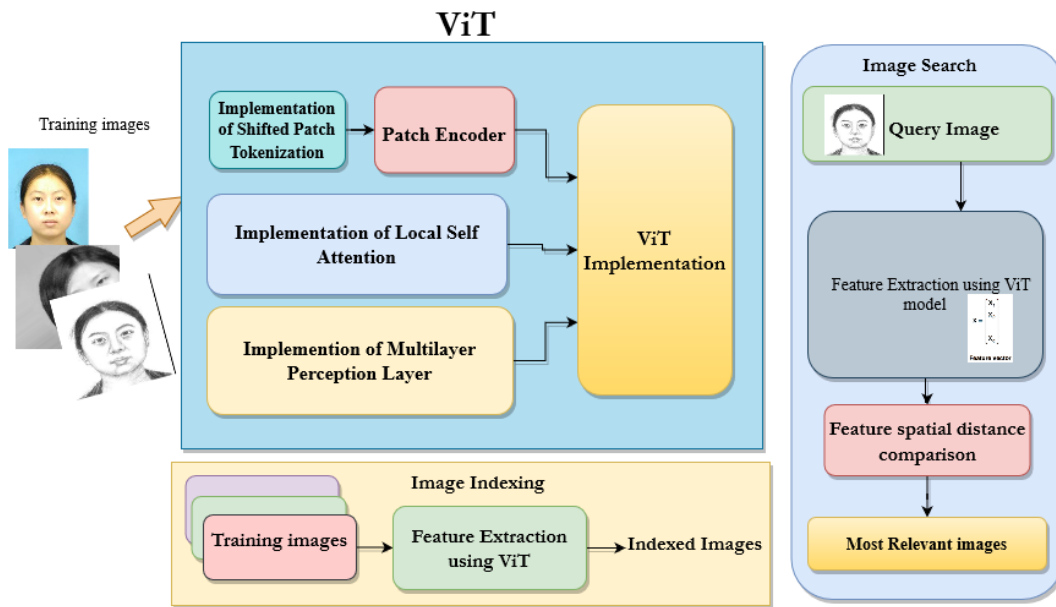 ViT
Training images
Implementation
of Shifted Patch
Tokenization
Patch Encoder
Implementation of Local Self
Attention
Implemention of Multilayer
Perception Layer
ViT
Implementation
Image Indexing
Training images
Feature Extraction
using ViT
Indexed Images
Image Search
Query Image
Feature Extraction using ViT
model
Feature vector
Feature spatial distance
comparison
Most Relevant images